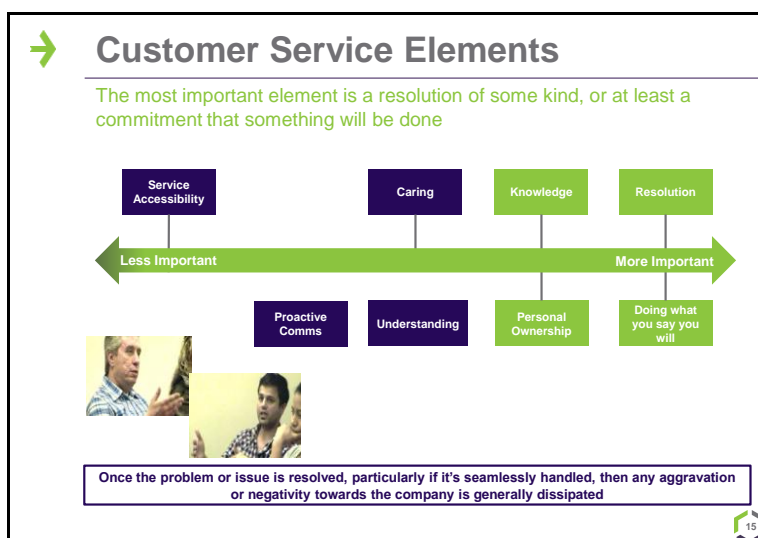 Customer Service Elements
The most important element is a resolution of some kind, or at least a
commitment that something will be done
Service
Accessibility
Caring
Knowledge
Resolution
Less Important
More Important
Proactive
Comms
Understanding
Personal
Ownership
Doing what
you say you
will
Once the problem or issue is resolved, particularly if it's seamlessly handled, then any aggravation
or negativity towards the company is generally dissipated
15